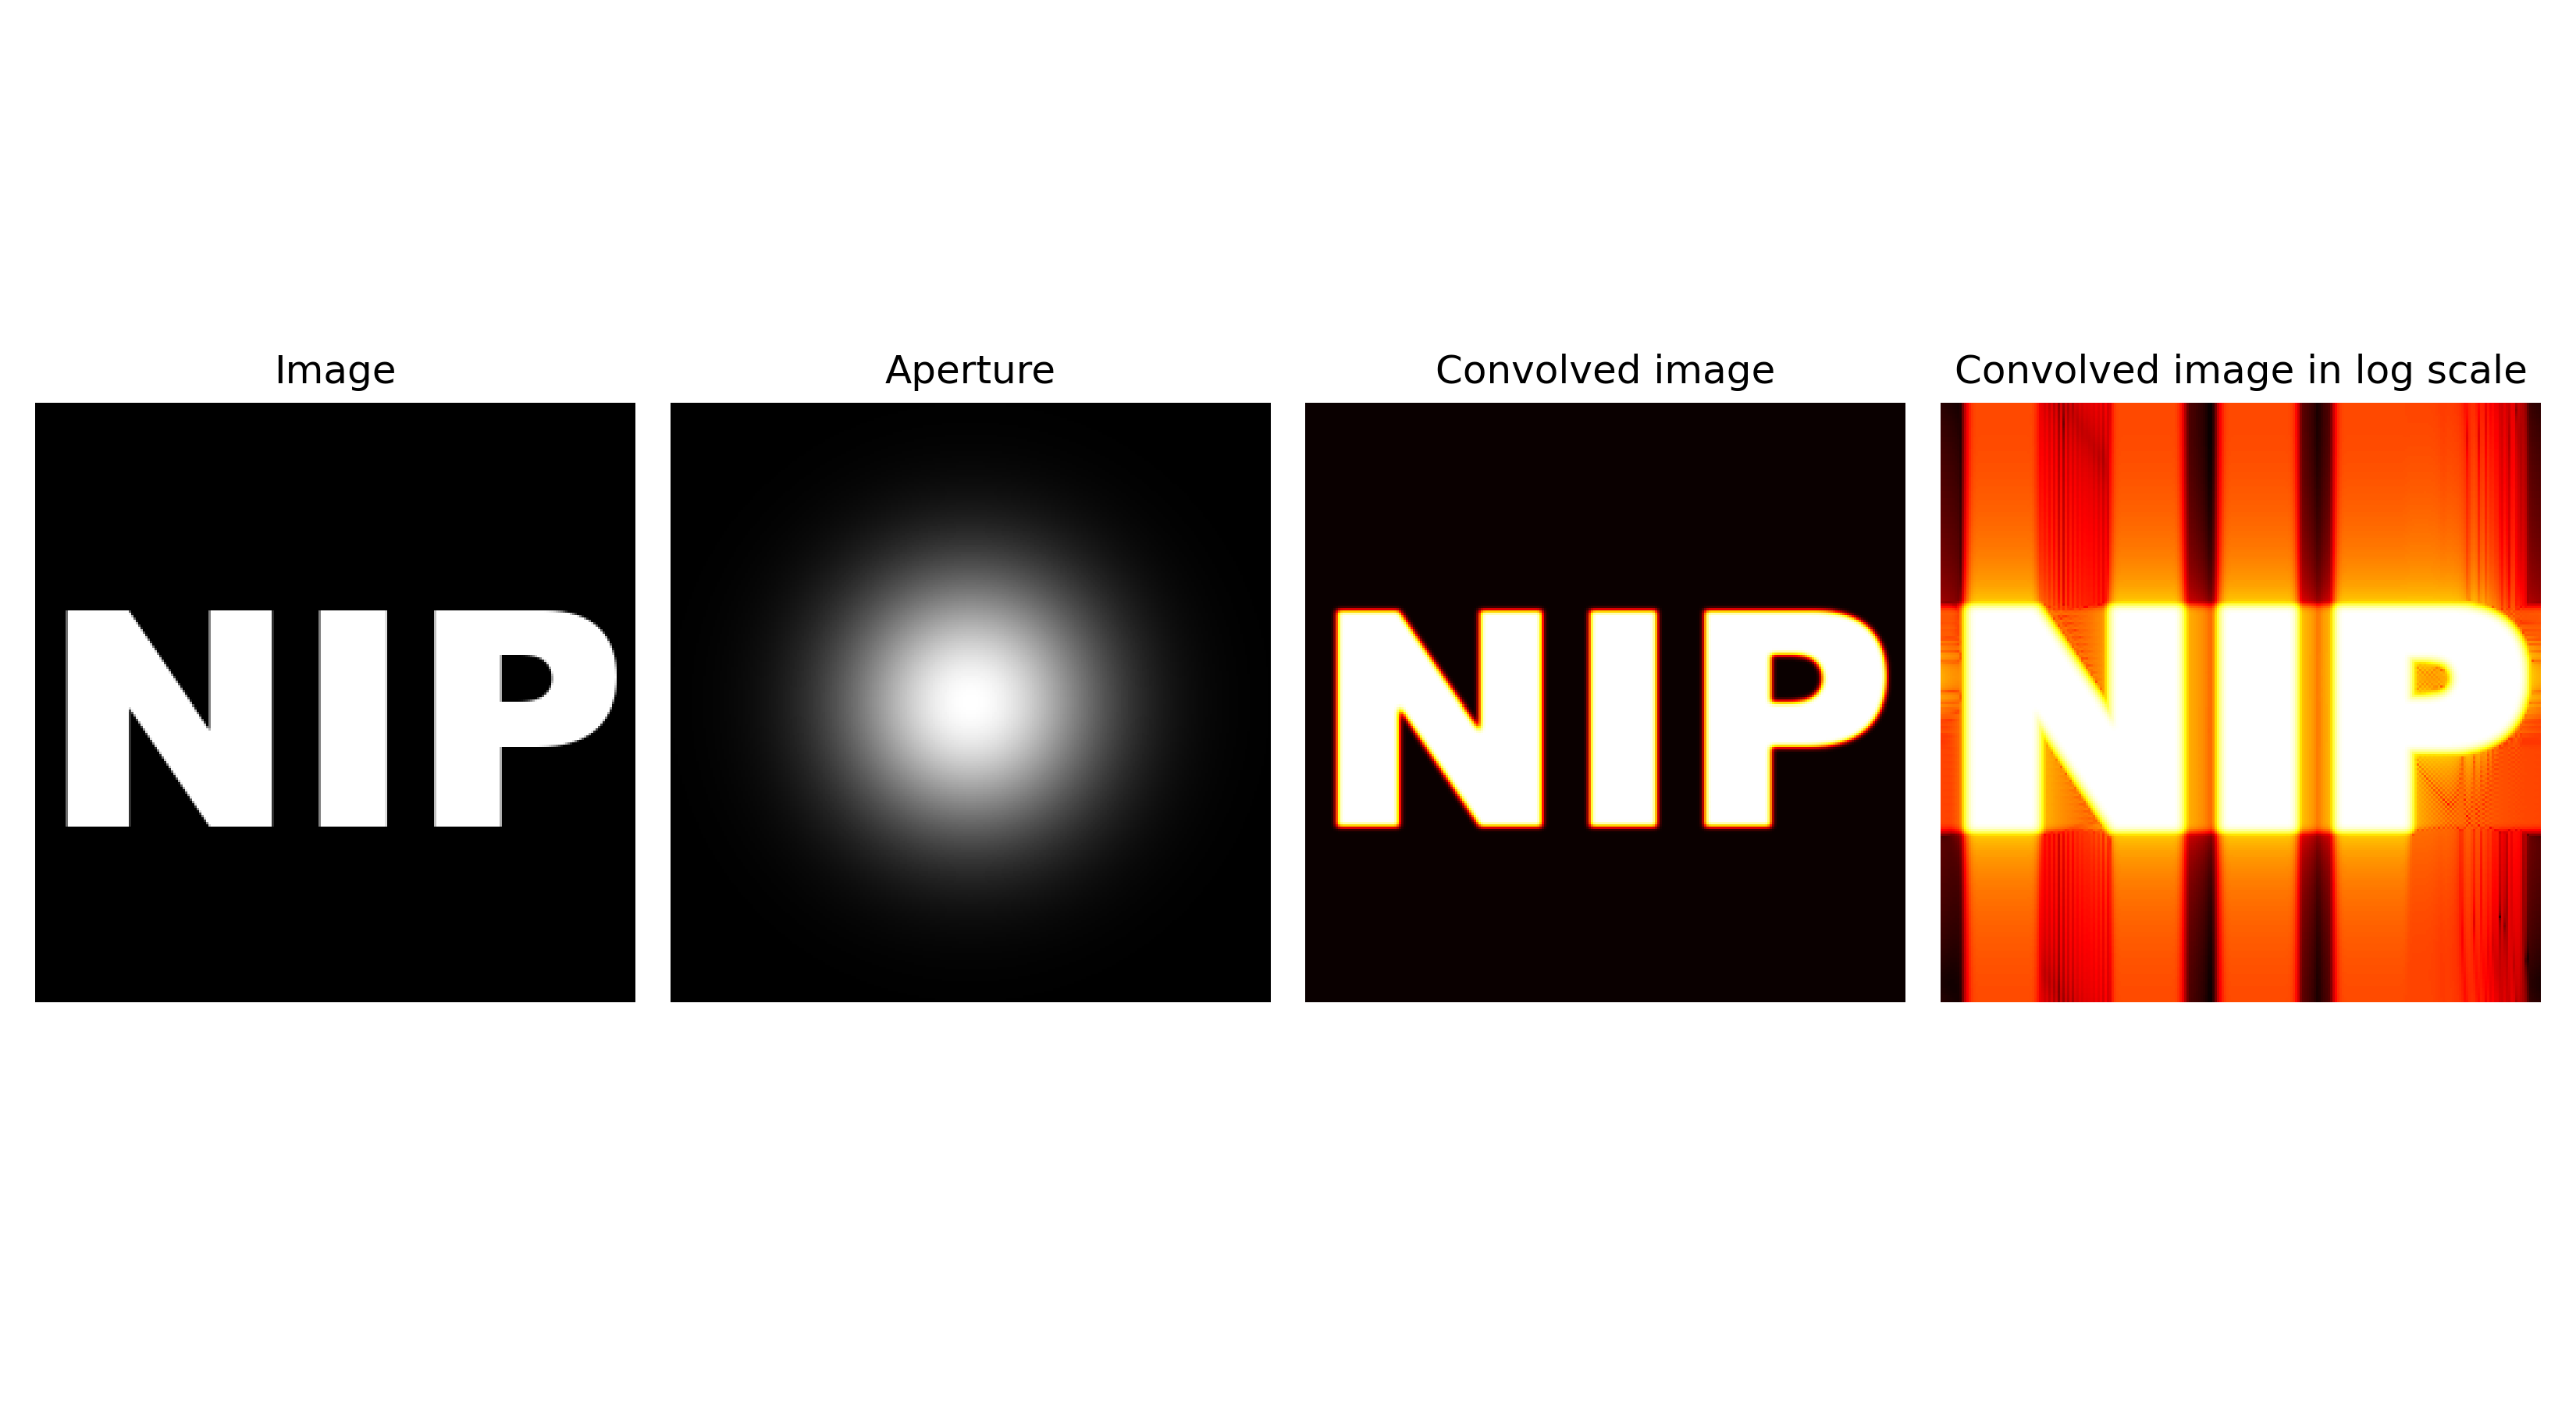 Image
Aperture
Convolved image
Convolved image in log scale
NIP
NIP
NIP